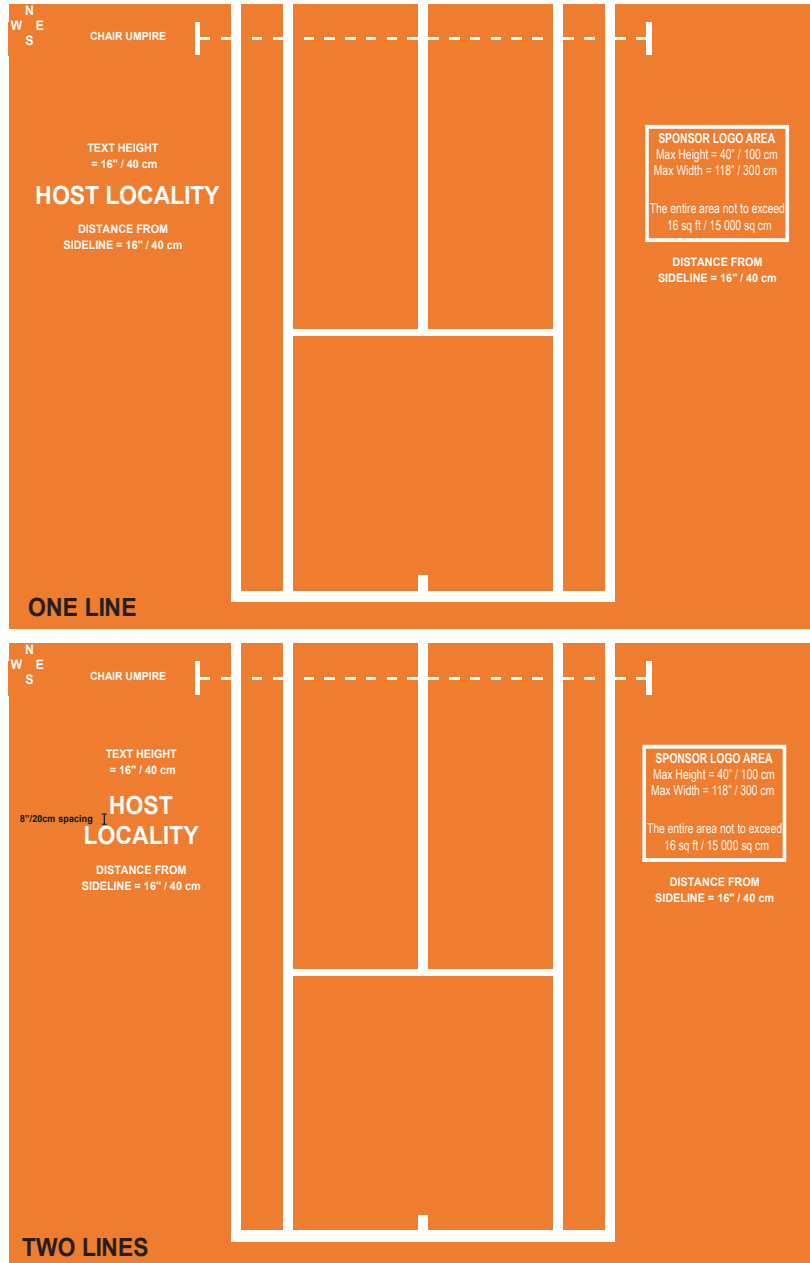 N
W E
S
CHAIR UMPIRE
TEXT HEIGHT
= 16" / 40 cm
HOST LOCALITY
DISTANCE FROM
SIDELINE = 16" / 40 cm
SPONSOR LOGO AREA
Max Height = 40" / 100 cm
Max Width = 118" / 300 cm
The entire area not to exceed
16 sq ft / 15 000 sq cm
DISTANCE FROM
SIDELINE = 16" / 40 cm
ONE LINE
N
W E
S
CHAIR UMPIRE
TEXT HEIGHT
= 16" / 40 cm
HOST
8"/20cm spacing
LOCALITY
DISTANCE FROM
SIDELINE = 16" / 40 cm
SPONSOR LOGO AREA
Max Height = 40" / 100 cm
Max Width = 118" / 300 cm
The entire area not to exceed
16 sq ft / 15 000 sq cm
DISTANCE FROM
SIDELINE = 16" / 40 cm
TWO LINES